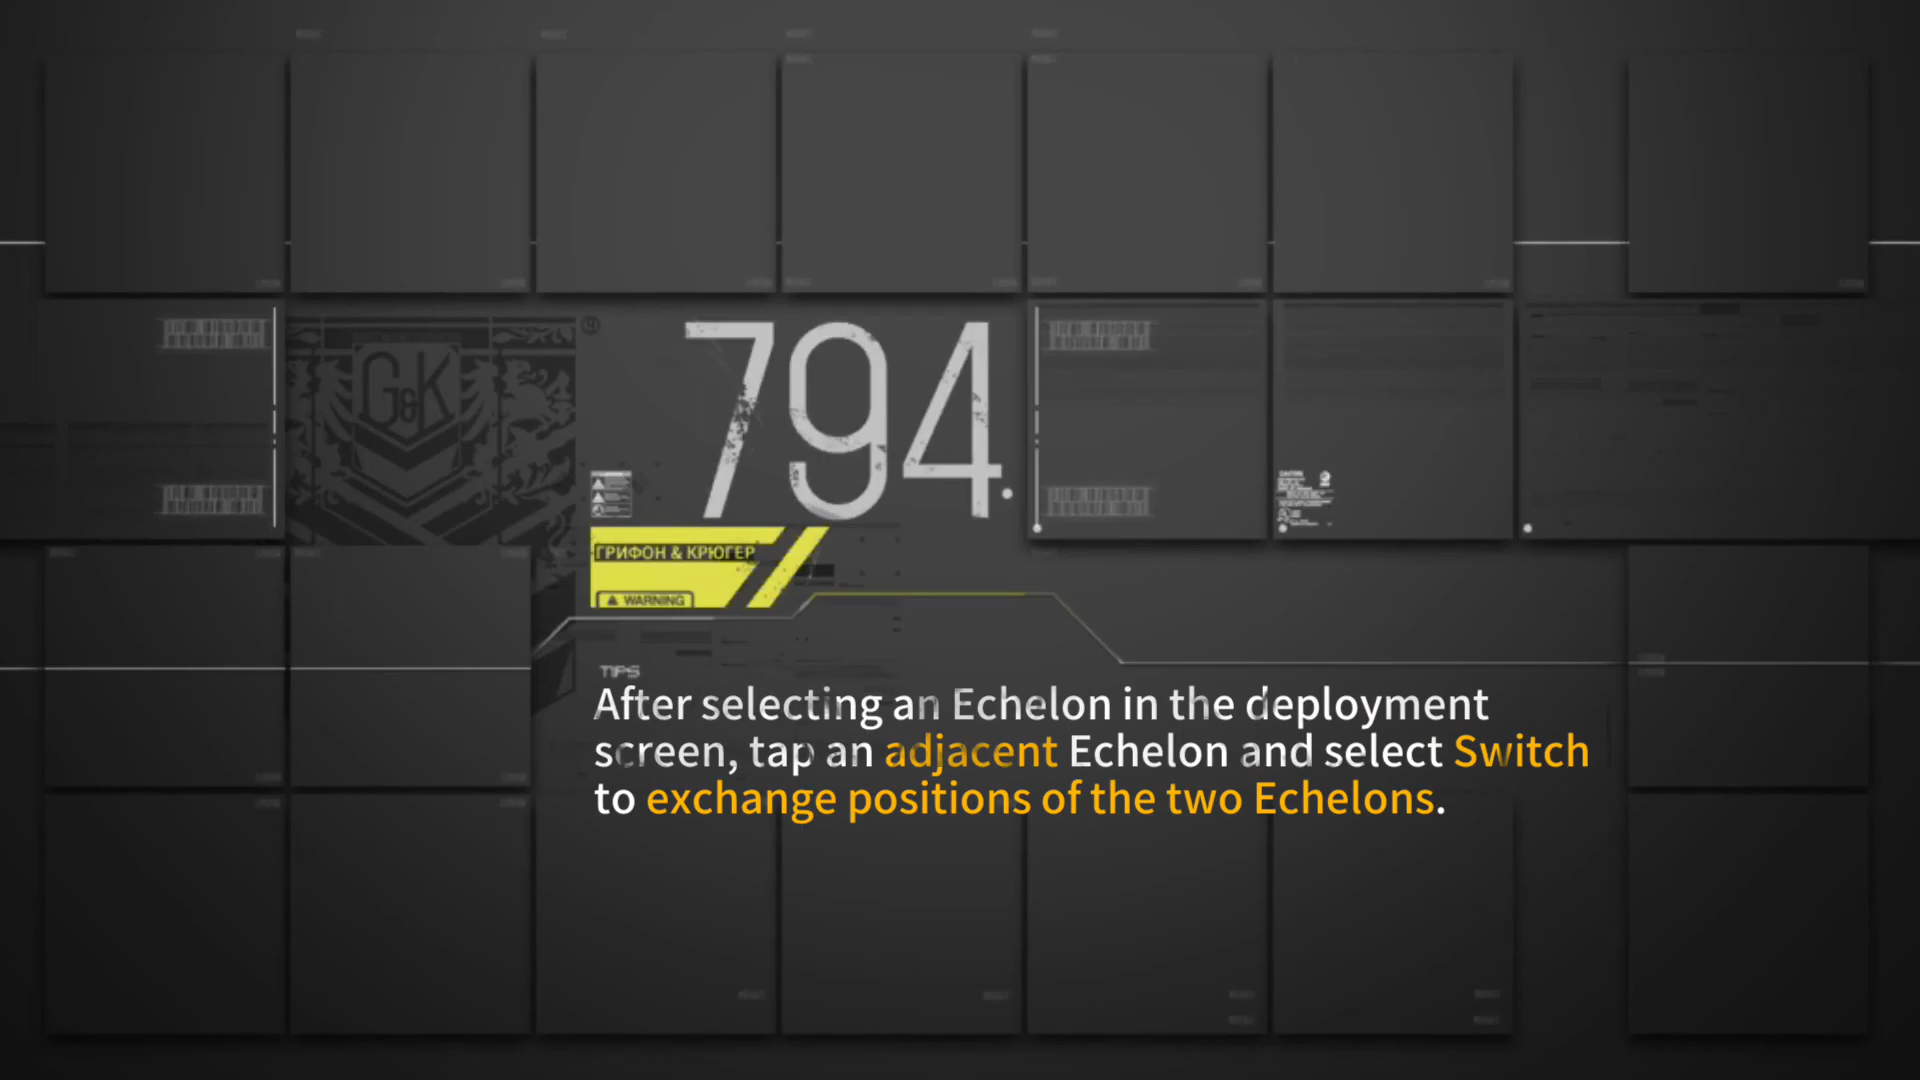 G&K
794.
ГРИФОН & КРЮГЕР
WARNING
TIPS
After selecting an Echelon in the deployment
screen, tap an adjacent Echelon and select Switch
to exchange positions of the two Echelons.